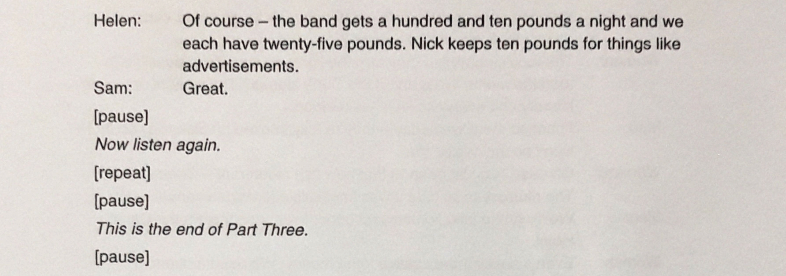 Helen: Of course – the band gets a hundred and ten pounds a night and we
each have twenty-five pounds. Nick keeps ten pounds for things like
advertisements.
Sam: Great.
[pause]
Now listen again.
[repeat]
[pause]
This is the end of Part Three.
[pause]